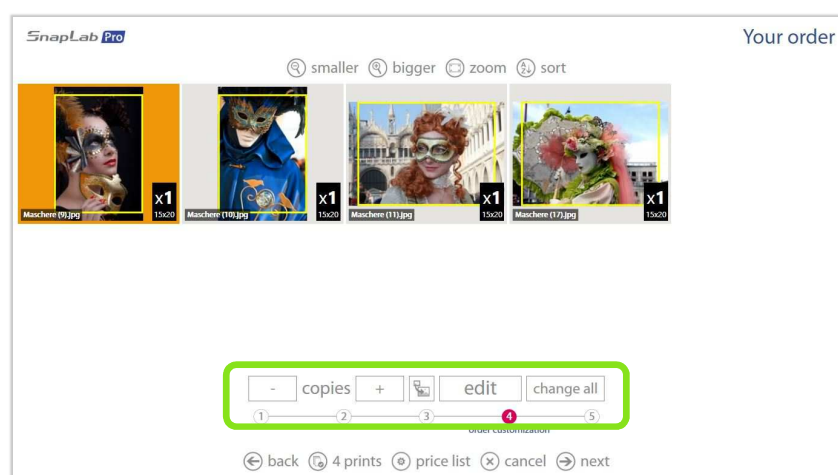 SnapLab Pro
Your order
smaller bigger zoom sort
x1 x1 x1 x1
Maschere (9).jpg 15x20 Maschere (10).jpg 15x20 Maschere (11).jpg 15x20 Maschere (17).jpg 15x20
- copies + edit change all
1 2 3 4 5
order customization
back 4 prints price list cancel next